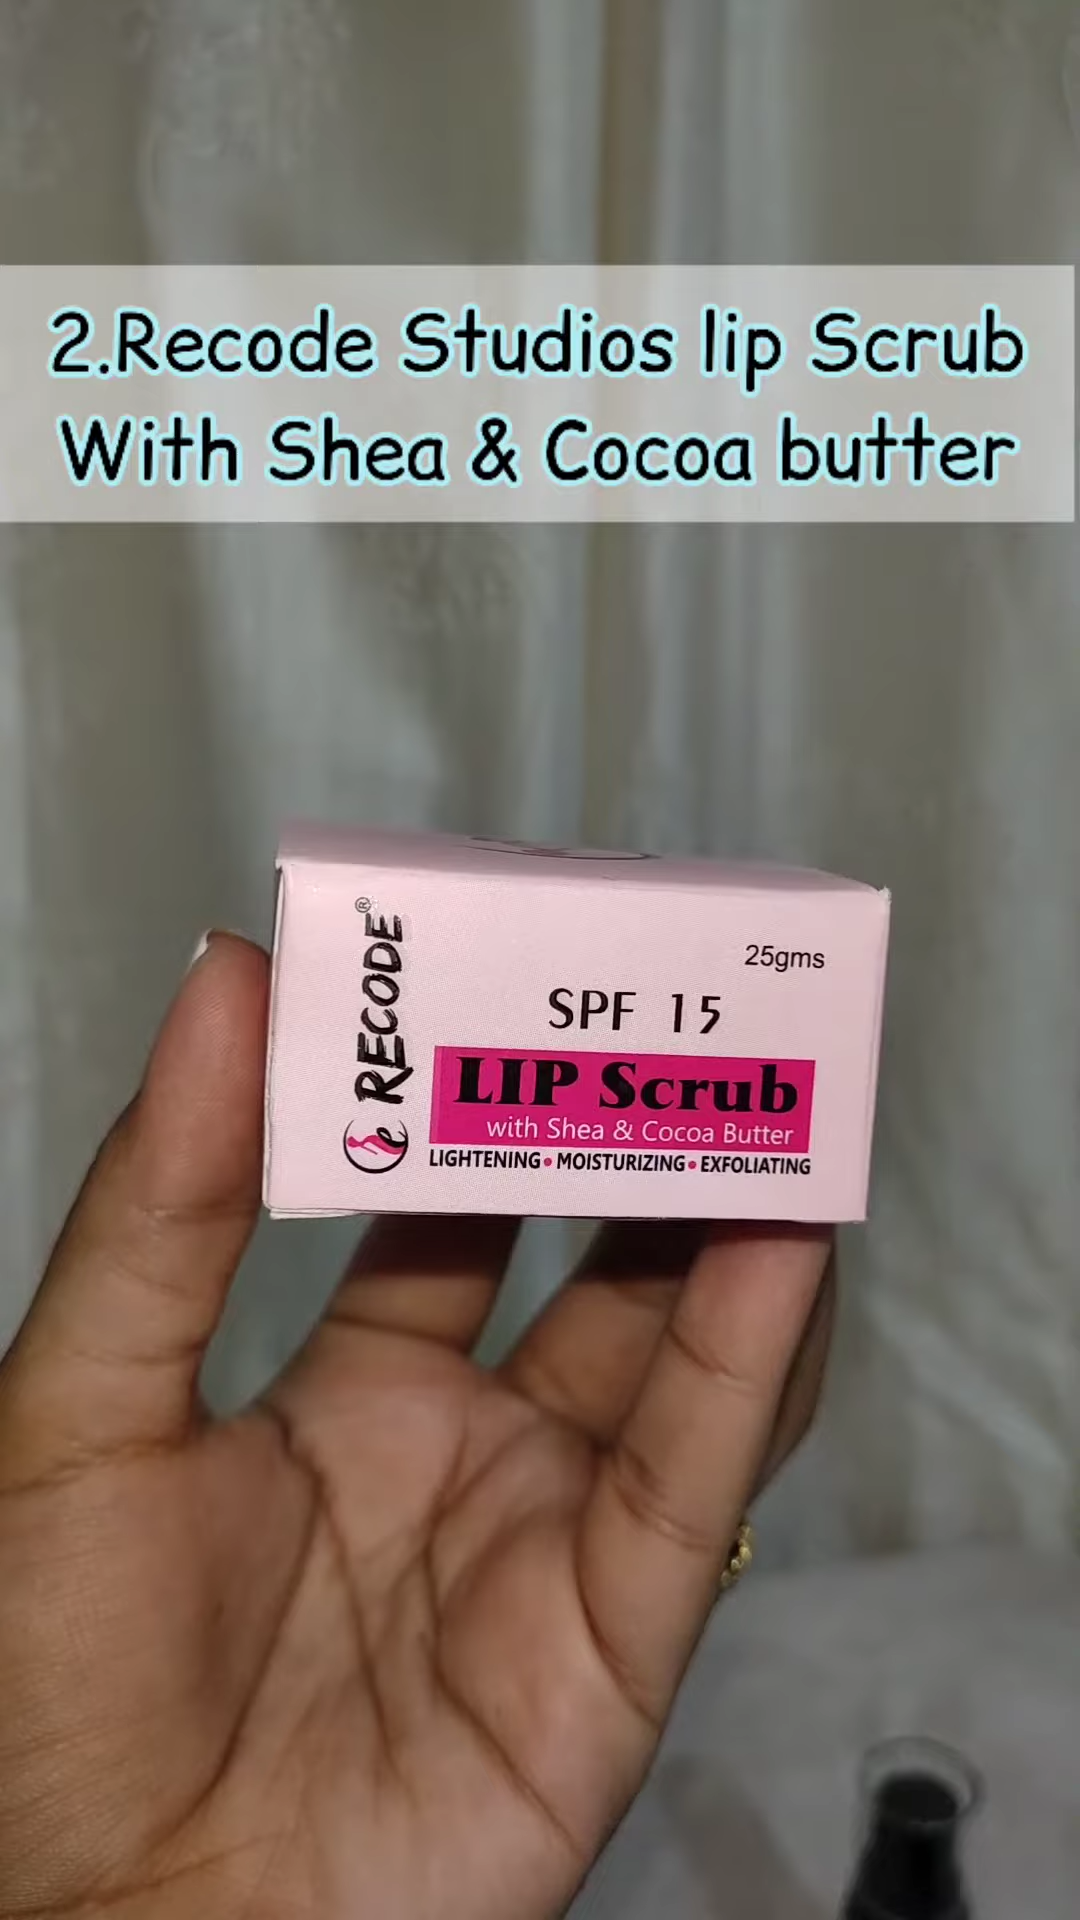 2.Recode Studios lip Scrub
With Shea & Cocoa butter
RECODE®
25gms
SPF 15
LIP Scrub
with Shea & Cocoa Butter
LIGHTENING • MOISTURIZING • EXFOLIATING